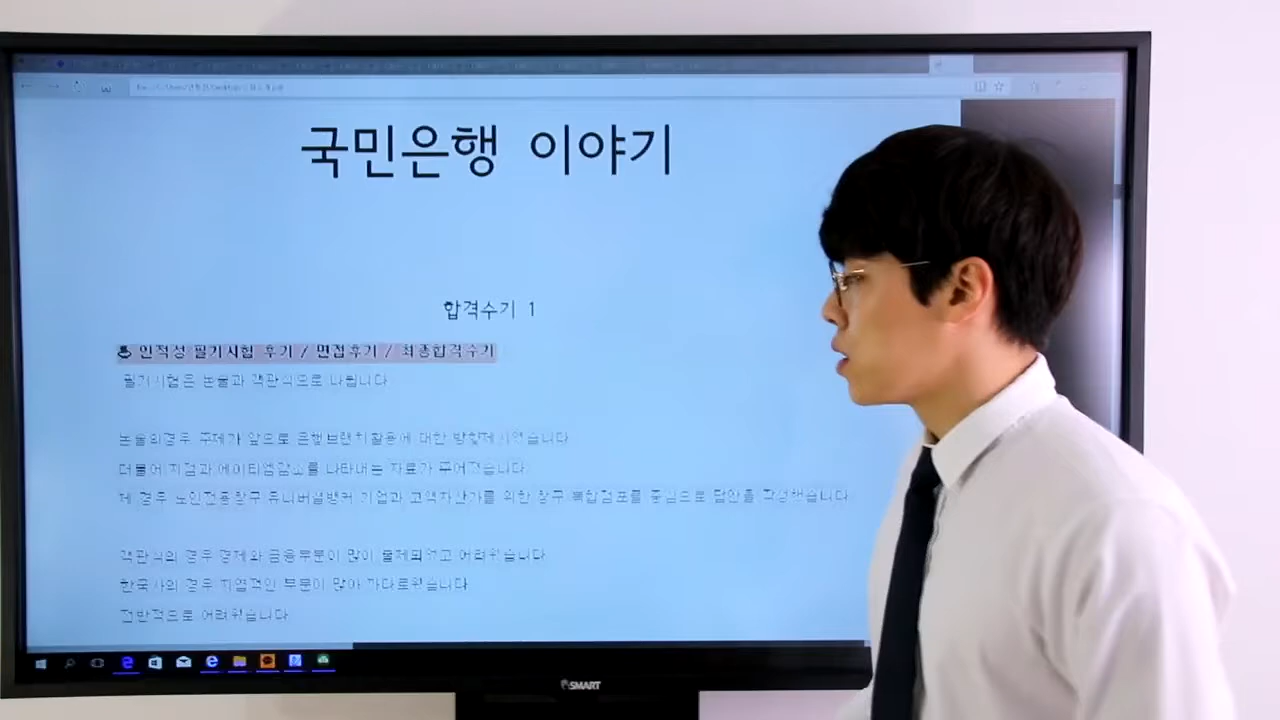 국민은행 이야기
합격수기 1
인적성 필기시험 후기 / 면접후기 / 최종합격수기
필기시험은 논술과 객관식으로 나뉩니다
논술의경우 주제가 앞으로 은행브랜치활용에 대한 방향제시였습니다
더불어 지점과 에이티엠감소를 나타내는 자료가 주어졌습니다.
제 경우 노인전용창구 유니버설뱅커 기업과 고액자산가를 위한 창구 복합점포를 중심으로 답안을 작성했습니다
객관식의 경우 경제와 금융부분이 많이 출제되었고 어려웠습니다
한국사의 경우 지엽적인 부분이 많아 까다로웠습니다
전반적으로 어려웠습니다
SMART